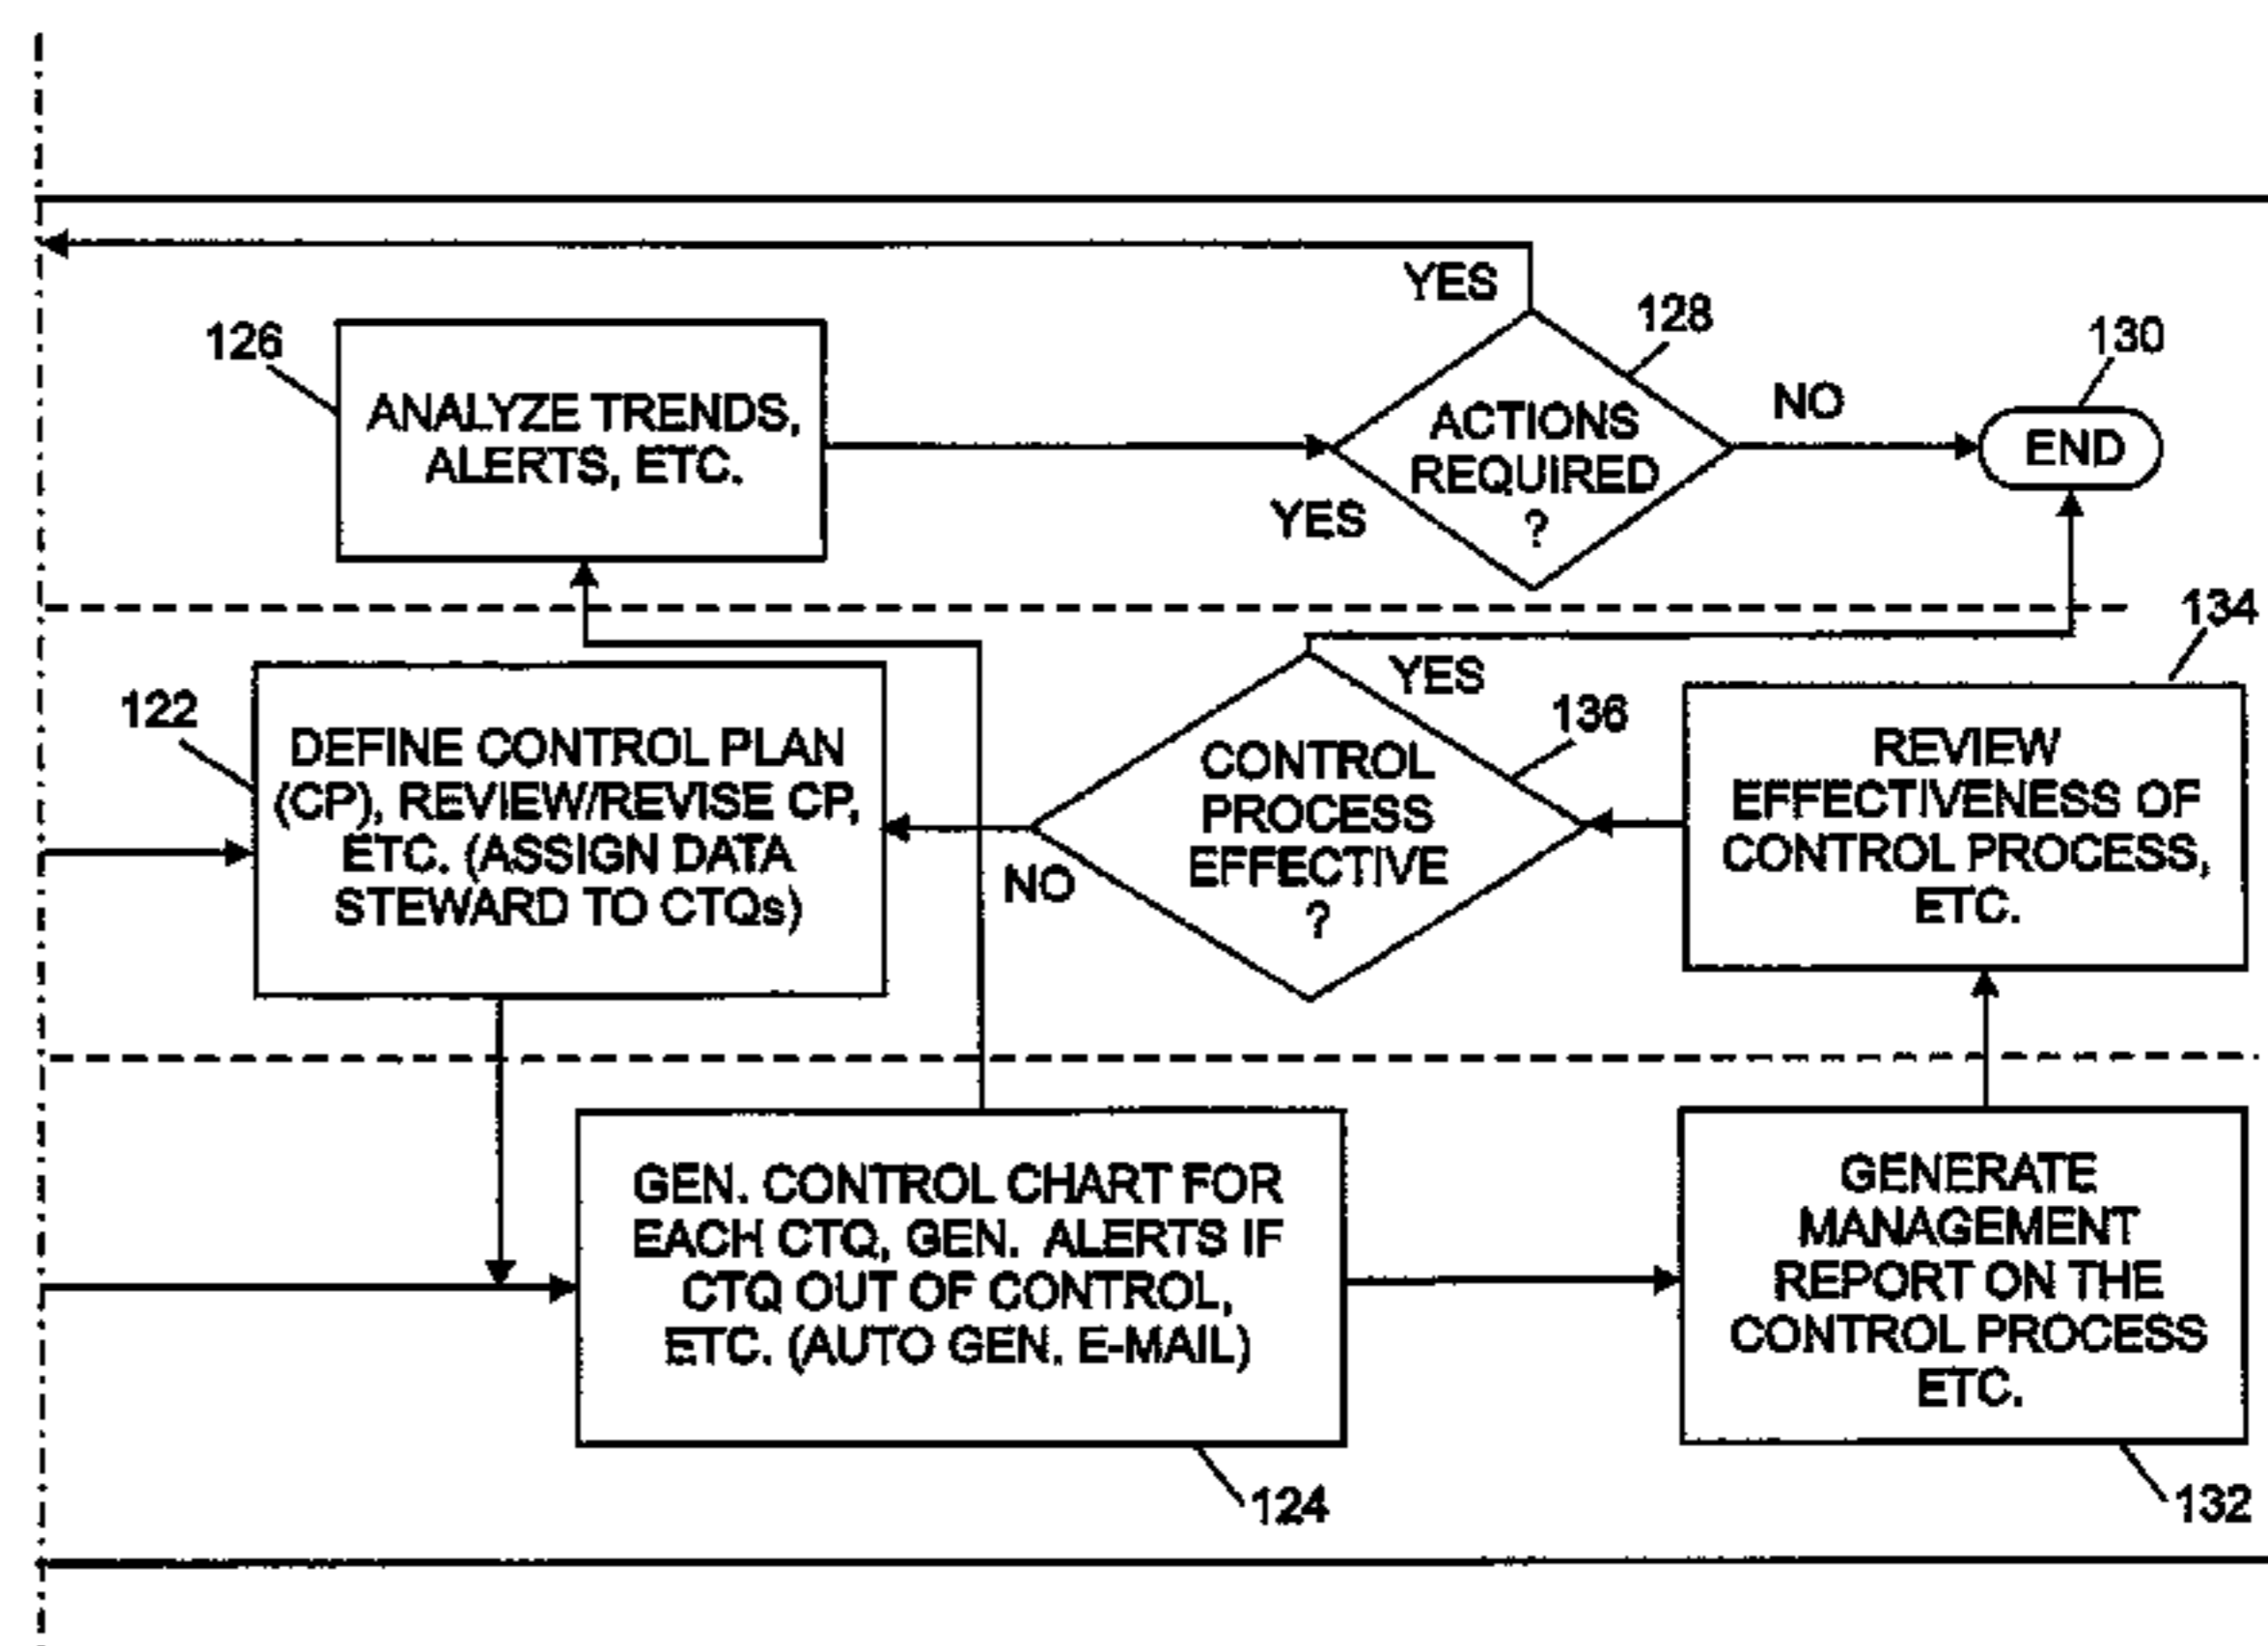 YES
128
130
126
ANALYZE TRENDS,
ALERTS, ETC.
ACTIONS
REQUIRED
?
NO
END
YES
134
122
DEFINE CONTROL PLAN
(CP), REVIEW/REVISE CP,
ETC. (ASSIGN DATA
STEWARD TO CTQs)
YES
136
CONTROL
PROCESS
EFFECTIVE
?
NO
REVIEW
EFFECTIVENESS OF
CONTROL PROCESS,
ETC.
GEN. CONTROL CHART FOR
EACH CTQ, GEN. ALERTS IF
CTQ OUT OF CONTROL,
ETC. (AUTO GEN. E-MAIL)
GENERATE
MANAGEMENT
REPORT ON THE
CONTROL PROCESS
ETC.
124
132